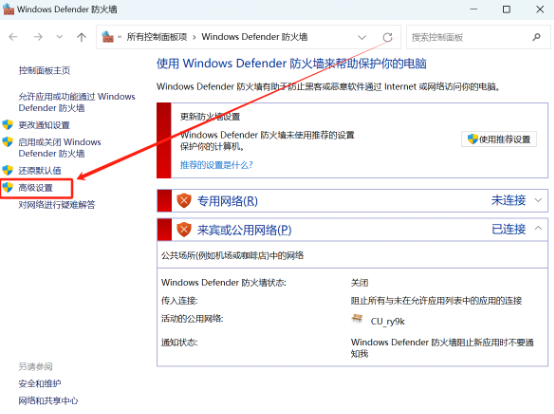 Windows Defender 防火墙
所有控制面板项 > Windows Defender 防火墙
搜索控制面板
控制面板主页
允许应用或功能通过 Windows
Defender 防火墙
更改通知设置
启用或关闭 Windows
Defender 防火墙
还原默认值
高级设置
对网络进行疑难解答
另请参阅
安全和维护
网络和共享中心
使用 Windows Defender 防火墙来帮助保护你的电脑
Windows Defender 防火墙有助于防止黑客或恶意软件通过 Internet 或网络访问你的电脑。
更新防火墙设置
Windows Defender 防火墙未使用推荐的设置
保护你的计算机。
使用推荐设置
推荐的设置是什么?
专用网络(R) 未连接
来宾或公用网络(P) 已连接
公共场所(例如机场或咖啡店)中的网络
Windows Defender 防火墙状态: 关闭
传入连接: 阻止所有与未在允许应用列表中的应用的连接
活动的公用网络: CU_ry9k
通知状态: Windows Defender 防火墙阻止新应用时不要通
知我